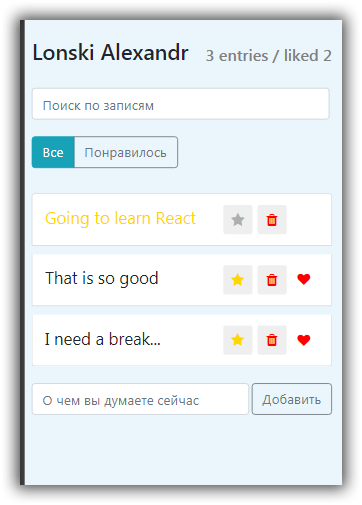 Lonski Alexandr 3 entries / liked 2
Поиск по записям
Все Понравилось
Going to learn React
That is so good
I need a break...
О чем вы думаете сейчас Добавить